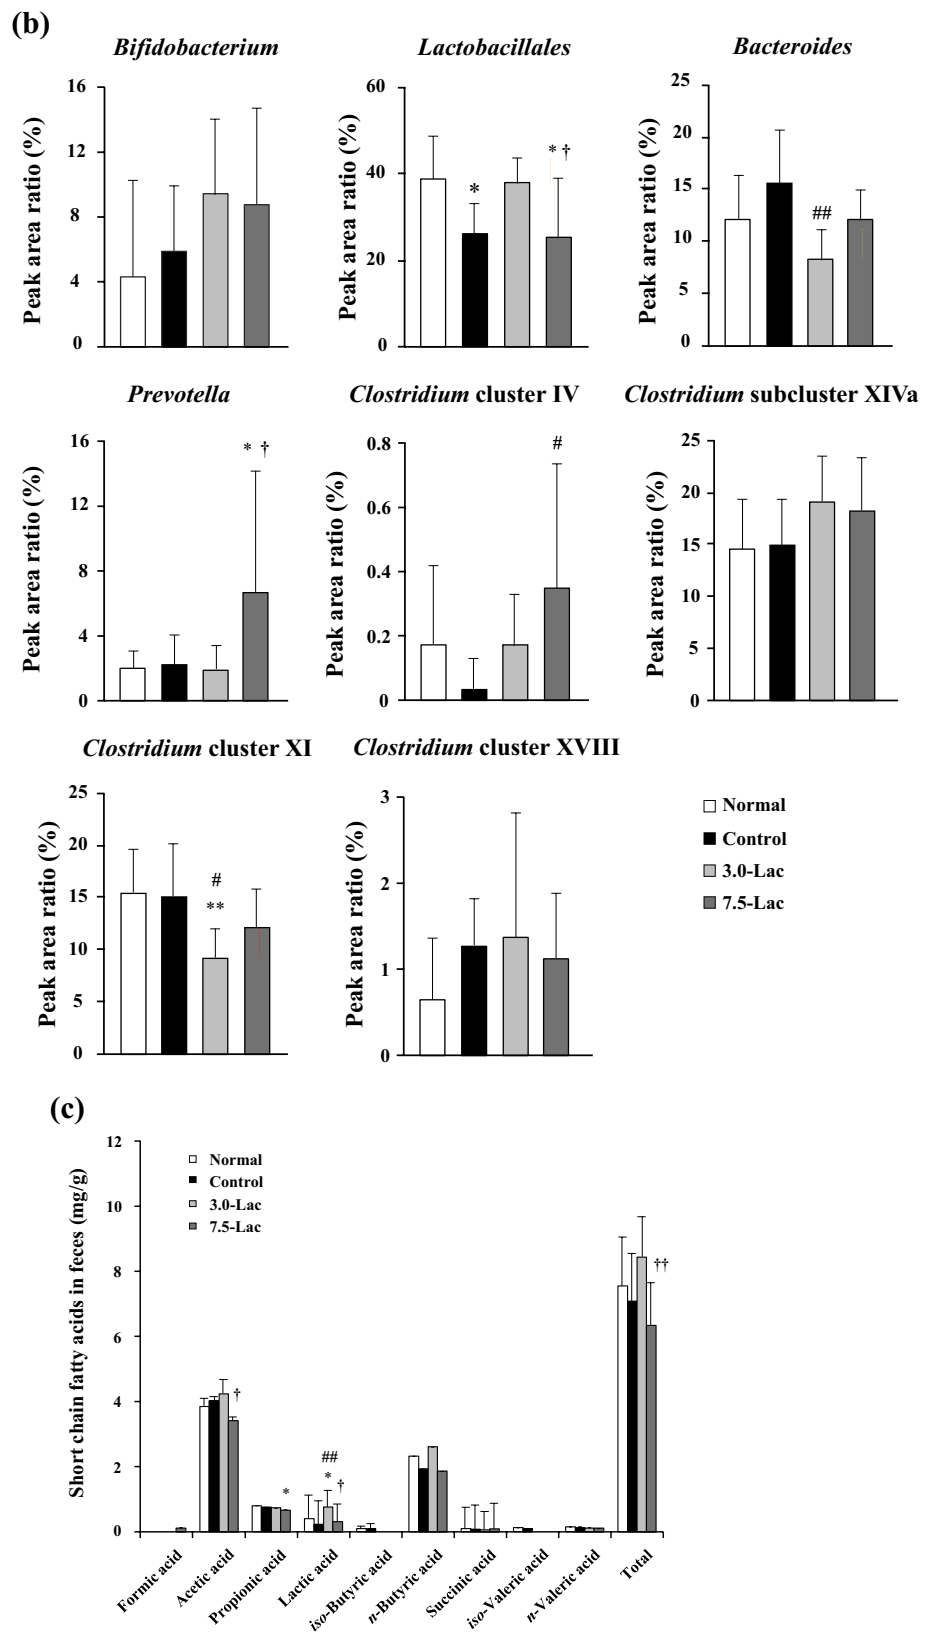 (b)
Bifidobacterium
Peak area ratio (%)
16
12
8
4
0
Lactobacillales
Peak area ratio (%)
60
40
20
0
*
* †
Bacteroides
Peak area ratio (%)
25
20
15
10
5
0
##
Prevotella
Peak area ratio (%)
16
12
8
4
0
* †
Clostridium cluster IV
Peak area ratio (%)
0.8
0.6
0.4
0.2
0
#
Clostridium subcluster XIVa
Peak area ratio (%)
25
20
15
10
5
0
Clostridium cluster XI
Peak area ratio (%)
25
20
15
10
5
0
#
**
Clostridium cluster XVIII
Peak area ratio (%)
3
2
1
0
Normal
Control
3.0-Lac
7.5-Lac
(c)
Short chain fatty acids in feces (mg/g)
12
10
8
6
4
2
0
Normal
Control
3.0-Lac
7.5-Lac
†
*
##
*
†
††
Formic acid
Acetic acid
Propionic acid
Lactic acid
iso-Butyric acid
n-Butyric acid
Succinic acid
iso-Valeric acid
n-Valeric acid
Total